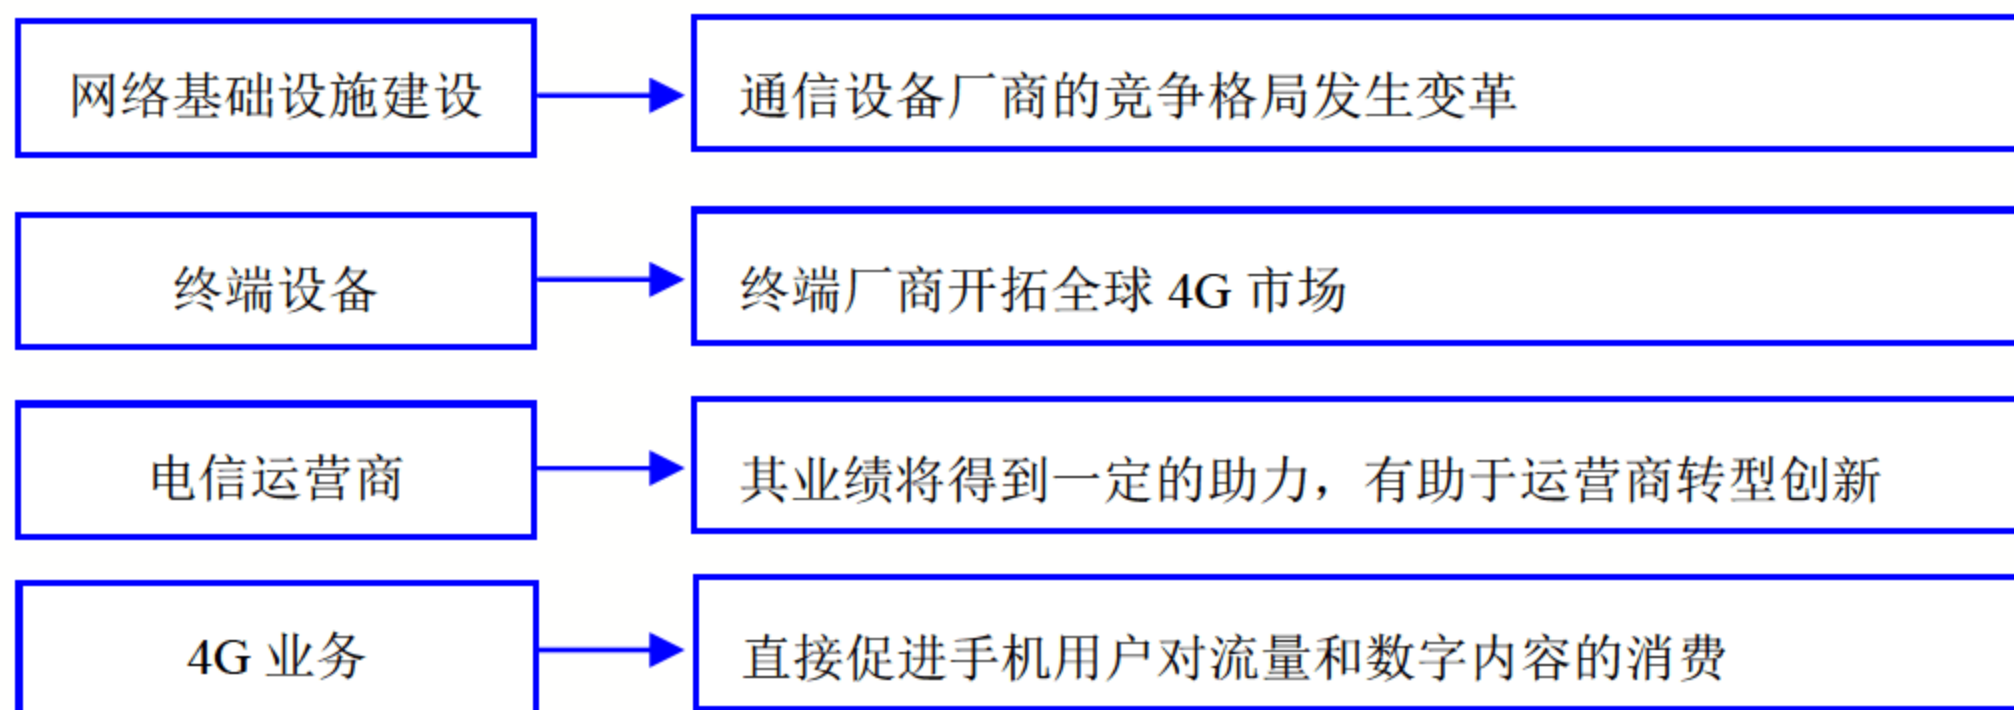 网络基础设施建设
通信设备厂商的竞争格局发生变革
终端设备
终端厂商开拓全球 4G 市场
电信运营商
其业绩将得到一定的助力，有助于运营商转型创新
4G 业务
直接促进手机用户对流量和数字内容的消费